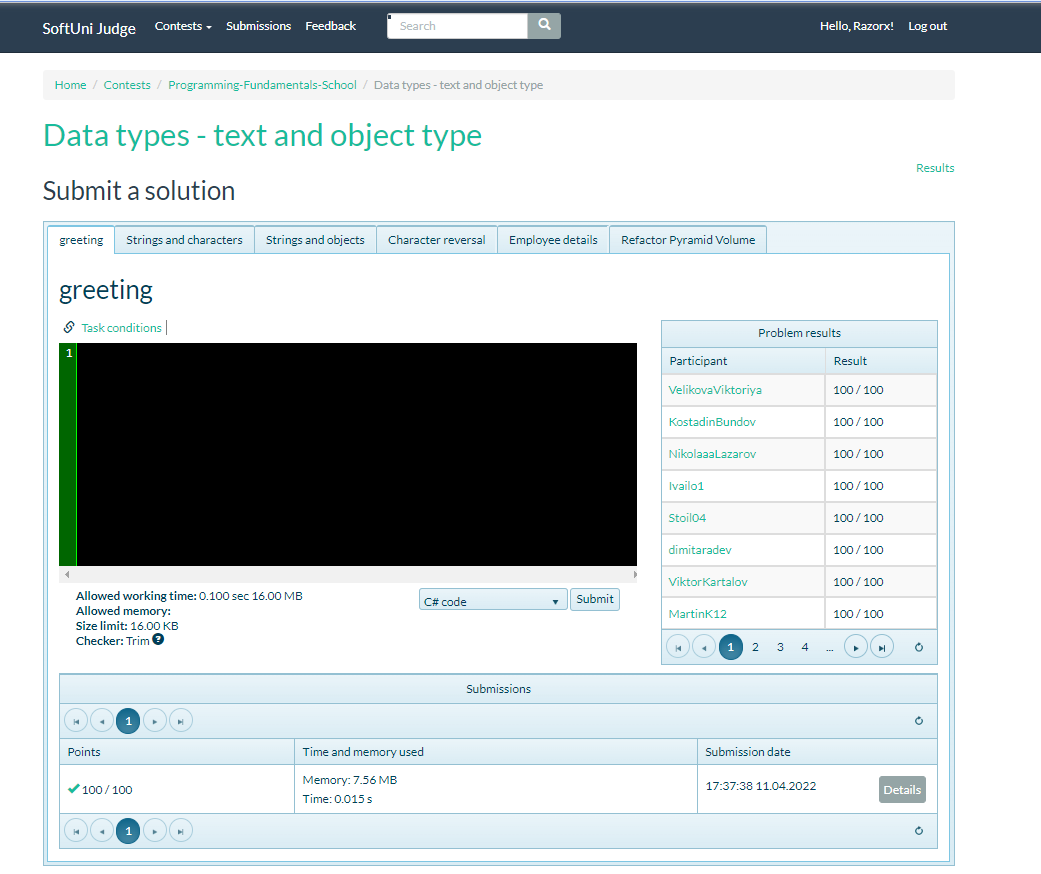 SoftUni Judge Contests Submissions Feedback Search Hello, Razorx! Log out
Home / Contests / Programming-Fundamentals-School / Data types - text and object type
Data types - text and object type
Results
Submit a solution
greeting Strings and characters Strings and objects Character reversal Employee details Refactor Pyramid Volume
greeting
Task conditions
1
Allowed working time: 0.100 sec 16.00 MB
Allowed memory:
Size limit: 16.00 KB
Checker: Trim
C# code Submit
Problem results
Participant Result
VelikovaViktoriya 100 / 100
KostadinBundov 100 / 100
NikolaaaLazarov 100 / 100
Ivailo1 100 / 100
Stoil04 100 / 100
dimitaradev 100 / 100
ViktorKartalov 100 / 100
MartinK12 100 / 100
1 2 3 4 ...
Submissions
1
Points Time and memory used Submission date
100 / 100 Memory: 7.56 MB 17:37:38 11.04.2022 Details
Time: 0.015 s
1